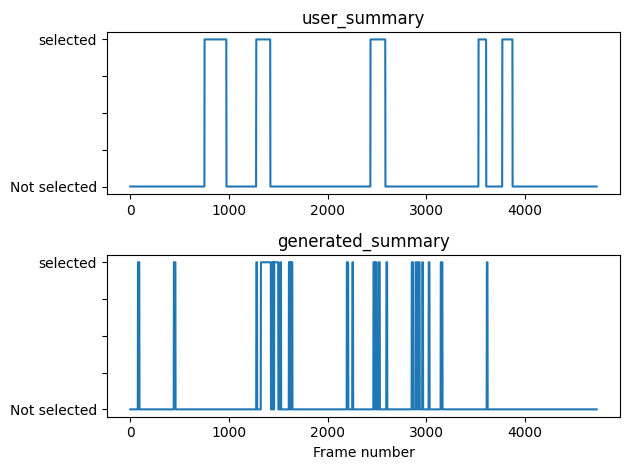 user_summary
selected
Not selected
0 1000 2000 3000 4000
generated_summary
selected
Not selected
0 1000 2000 3000 4000
Frame number